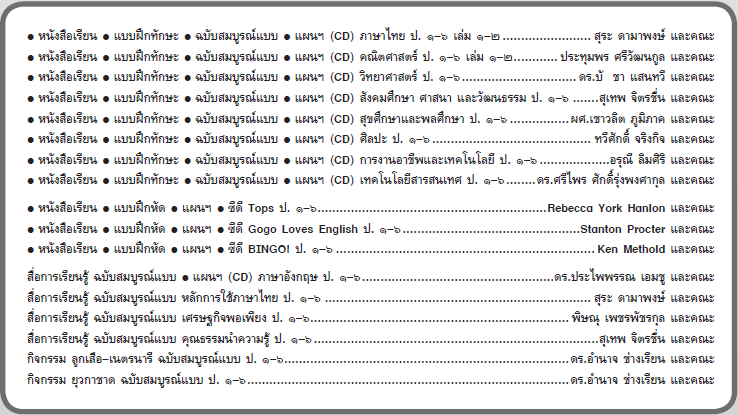 ● หนังสือเรียน ● แบบฝึกทักษะ ● ฉบับสมบูรณ์แบบ ● แผนฯ (CD) ภาษาไทย ป. ๑-๖ เล่ม ๑-๒ ........................ สุระ ดามาพงษ์ และคณะ
● หนังสือเรียน ● แบบฝึกทักษะ ● ฉบับสมบูรณ์แบบ ● แผนฯ (CD) คณิตศาสตร์ ป. ๑-๖ เล่ม ๑-๒............ ประทุมพร ศรีวัฒนกูล และคณะ
● หนังสือเรียน ● แบบฝึกทักษะ ● ฉบับสมบูรณ์แบบ ● แผนฯ (CD) วิทยาศาสตร์ ป. ๑-๖ ............................... ดร.บั ชา แสนทวี และคณะ
● หนังสือเรียน ● แบบฝึกทักษะ ● ฉบับสมบูรณ์แบบ ● แผนฯ (CD) สังคมศึกษา ศาสนา และวัฒนธรรม ป. ๑-๖ .......สุเทพ จิตรชื่น และคณะ
● หนังสือเรียน ● แบบฝึกทักษะ ● ฉบับสมบูรณ์แบบ ● แผนฯ (CD) สุขศึกษาและพลศึกษา ป. ๑-๖ ................ผศ.เชาวลิต ภูมิภาค และคณะ
● หนังสือเรียน ● แบบฝึกทักษะ ● ฉบับสมบูรณ์แบบ ● แผนฯ (CD) ศิลปะ ป. ๑-๖ ........................................... ทวีศักดิ์ จริงกิจ และคณะ
● หนังสือเรียน ● แบบฝึกทักษะ ● ฉบับสมบูรณ์แบบ ● แผนฯ (CD) การงานอาชีพและเทคโนโลยี ป. ๑-๖ ...................อรุณี ลิมศิริ และคณะ
● หนังสือเรียน ● แบบฝึกทักษะ ● ฉบับสมบูรณ์แบบ ● แผนฯ (CD) เทคโนโลยีสารสนเทศ ป. ๑-๖ ........ดร.ศรีไพร ศักดิ์รุ่งพงศากุล และคณะ
● หนังสือเรียน ● แบบฝึกหัด ● แผนฯ ● ซีดี Tops ป. ๑-๖...............................................................Rebecca York Hanlon และคณะ
● หนังสือเรียน ● แบบฝึกหัด ● แผนฯ ● ซีดี Gogo Loves English ป. ๑-๖ ................................................Stanton Procter และคณะ
● หนังสือเรียน ● แบบฝึกหัด ● แผนฯ ● ซีดี BINGO! ป. ๑-๖ ....................................................................... Ken Methold และคณะ
สื่อการเรียนรู้ ฉบับสมบูรณ์แบบ ● แผนฯ (CD) ภาษาอังกฤษ ป. ๑-๖ ....................................................ดร.ประไพพรรณ เอมชู และคณะ
สื่อการเรียนรู้ ฉบับสมบูรณ์แบบ หลักการใช้ภาษาไทย ป. ๑-๖ ........................................................................ สุระ ดามาพงษ์ และคณะ
สื่อการเรียนรู้ ฉบับสมบูรณ์แบบ เศรษฐกิจพอเพียง ป. ๑-๖...................................................................... พิษณุ เพชรพัชรกุล และคณะ
สื่อการเรียนรู้ ฉบับสมบูรณ์แบบ คุณธรรมนำความรู้ ป. ๑-๖ ...........................................................................สุเทพ จิตรชื่น และคณะ
กิจกรรม ลูกเสือ-เนตรนารี ฉบับสมบูรณ์แบบ ป. ๑-๖.............................................................................ดร.อำนาจ ช่างเรียน และคณะ
กิจกรรม ยุวกาชาด ฉบับสมบูรณ์แบบ ป. ๑-๖ .......................................................................................ดร.อำนาจ ช่างเรียน และคณะ